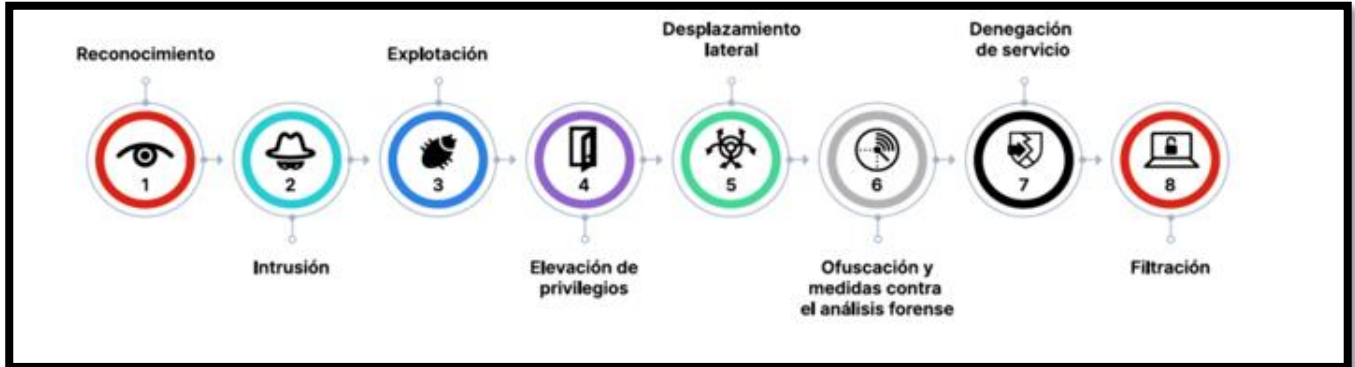 Reconocimiento
1
Intrusión
2
Explotación
3
Elevación de
privilegios
4
Desplazamiento
lateral
5
Ofuscación y
medidas contra
el análisis forense
6
Denegación
de servicio
7
Filtración
8